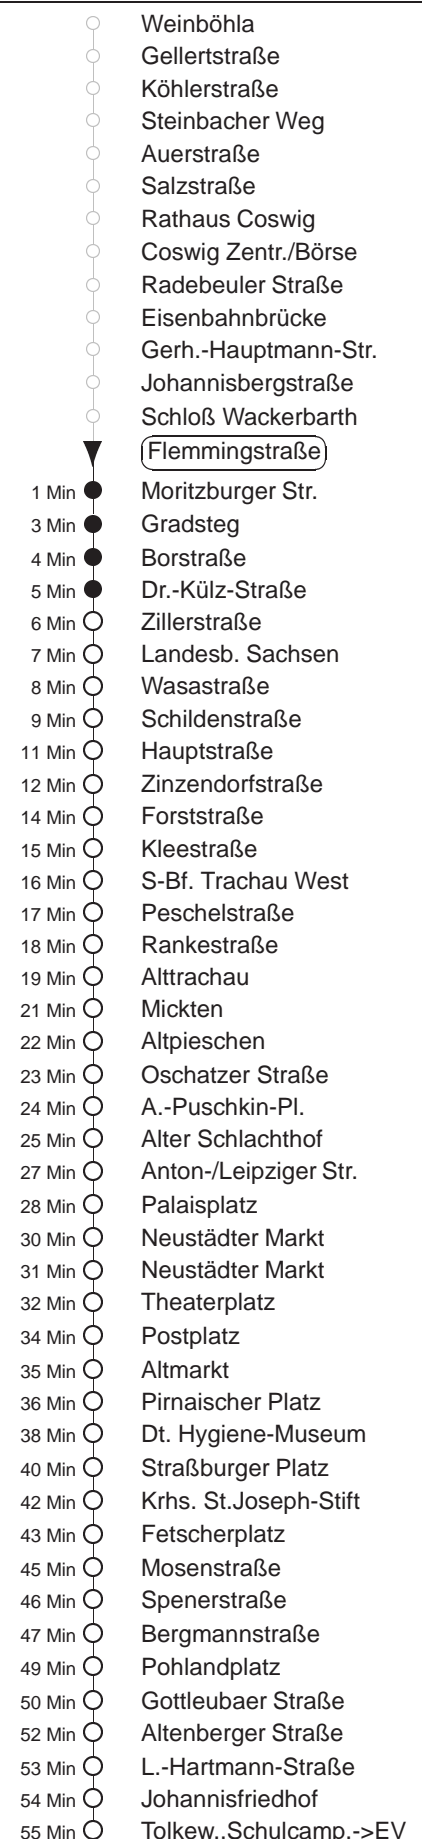 Weinböhla
Gellertstraße
Köhlerstraße
Steinbacher Weg
Auerstraße
Salzstraße
Rathaus Coswig
Coswig Zentr./Börse
Radebeuler Straße
Eisenbahnbrücke
Gerh.-Hauptmann-Str.
Johannisbergstraße
Schloß Wackerbarth
Flemmingstraße
1 Min Moritzburger Str.
3 Min Gradsteg
4 Min Borstraße
5 Min Dr.-Külz-Straße
6 Min Zillerstraße
7 Min Landesb. Sachsen
8 Min Wasastraße
9 Min Schildenstraße
11 Min Hauptstraße
12 Min Zinzendorfstraße
14 Min Forststraße
15 Min Kleestraße
16 Min S-Bf. Trachau West
17 Min Peschelstraße
18 Min Rankestraße
19 Min Alttrachau
21 Min Mickten
22 Min Altpieschen
23 Min Oschatzer Straße
24 Min A.-Puschkin-Pl.
25 Min Alter Schlachthof
27 Min Anton-/Leipziger Str.
28 Min Palaisplatz
30 Min Neustädter Markt
31 Min Neustädter Markt
32 Min Theaterplatz
34 Min Postplatz
35 Min Altmarkt
36 Min Pirnaischer Platz
38 Min Dt. Hygiene-Museum
40 Min Straßburger Platz
42 Min Krhs. St.Joseph-Stift
43 Min Fetscherplatz
45 Min Mosenstraße
46 Min Spenerstraße
47 Min Bergmannstraße
49 Min Pohlandplatz
50 Min Gottleubaer Straße
52 Min Altenberger Straße
53 Min L.-Hartmann-Straße
54 Min Johannisfriedhof
55 Min Tolkew..Schulcamp.->EV